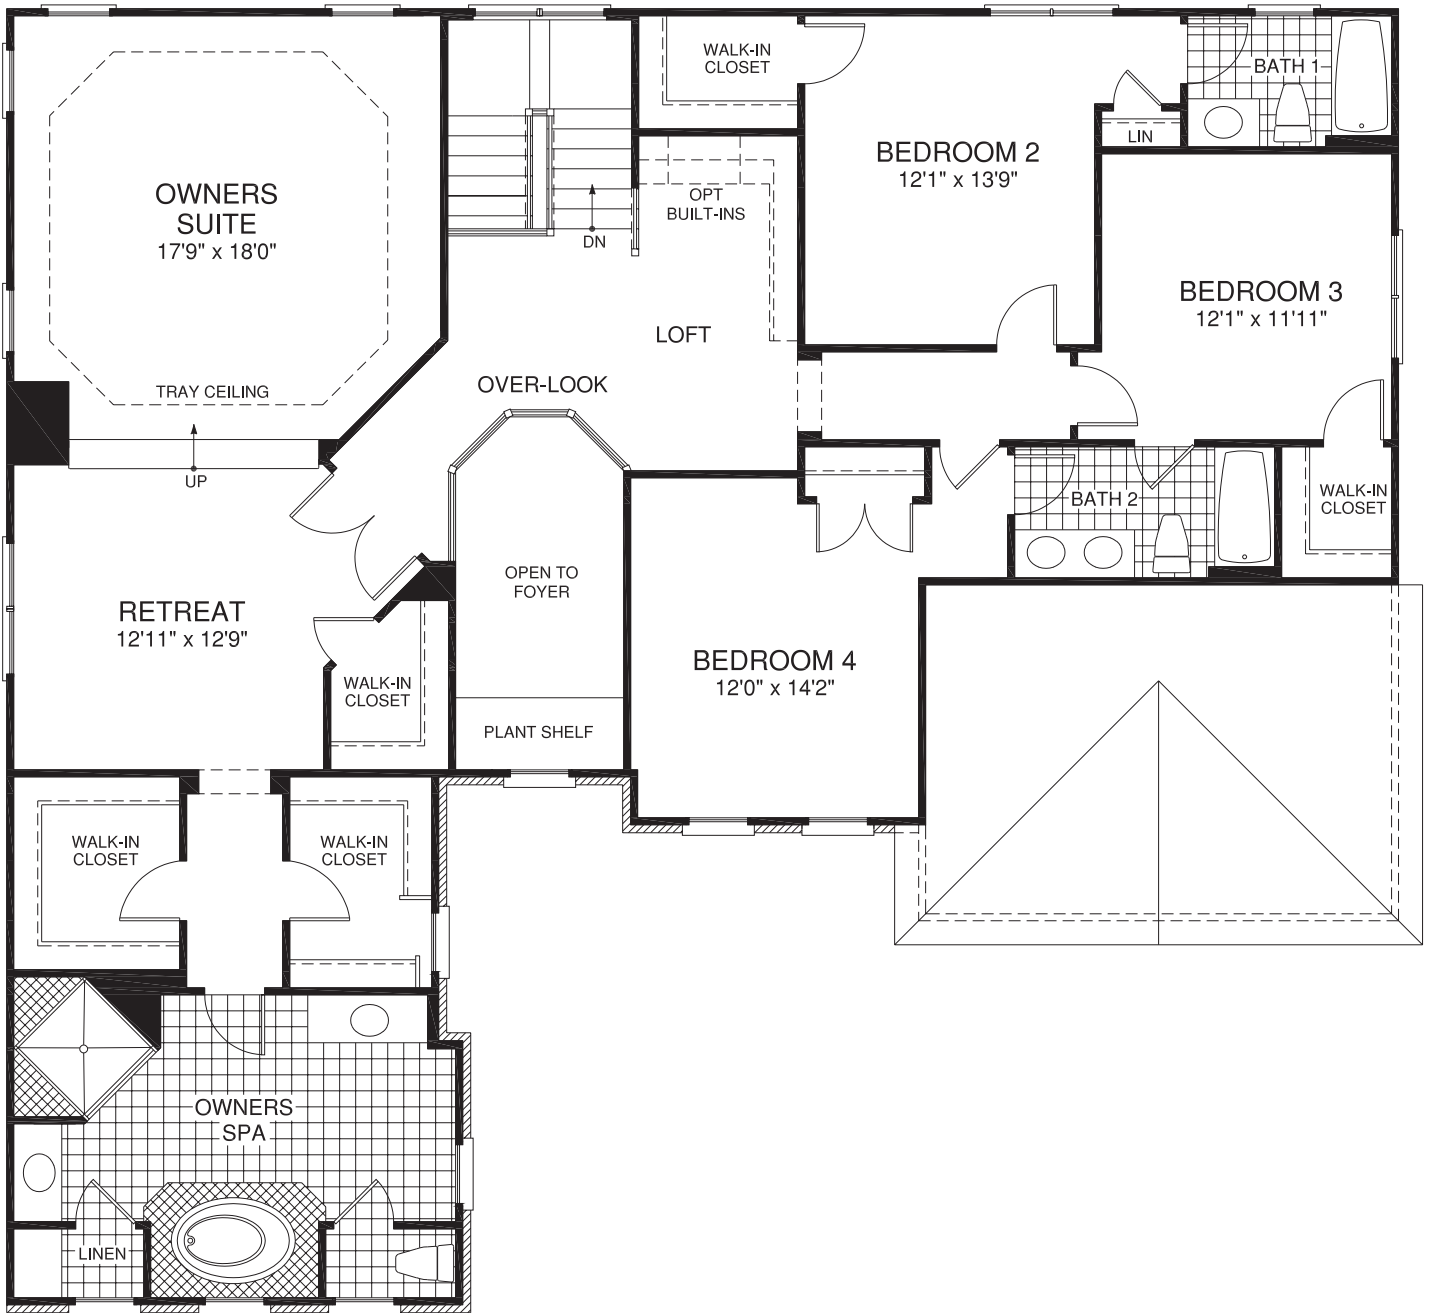 WALK-IN
CLOSET
BATH 1
LIN
BEDROOM 2
12'1" x 13'9"
OWNERS
SUITE
17'9" x 18'0"
OPT
BUILT-INS
DN
BEDROOM 3
12'1" x 11'11"
LOFT
OVER-LOOK
TRAY CEILING
UP
BATH 2
WALK-IN
CLOSET
OPEN TO
FOYER
RETREAT
12'11" x 12'9"
WALK-IN
CLOSET
BEDROOM 4
12'0" x 14'2"
PLANT SHELF
WALK-IN
CLOSET
WALK-IN
CLOSET
OWNERS
SPA
LINEN